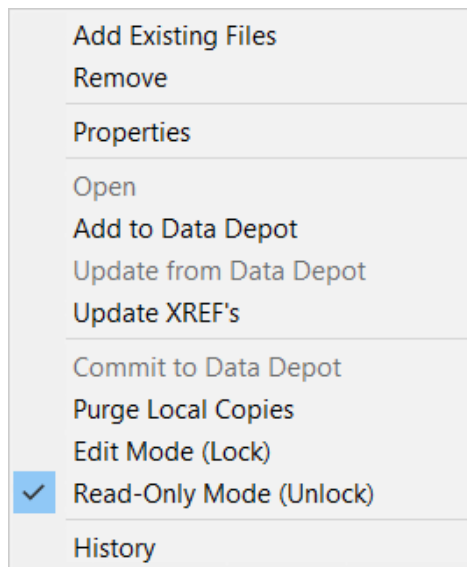 Add Existing Files
Remove
Properties
Open
Add to Data Depot
Update from Data Depot
Update XREF's
Commit to Data Depot
Purge Local Copies
Edit Mode (Lock)
Read-Only Mode (Unlock)
History